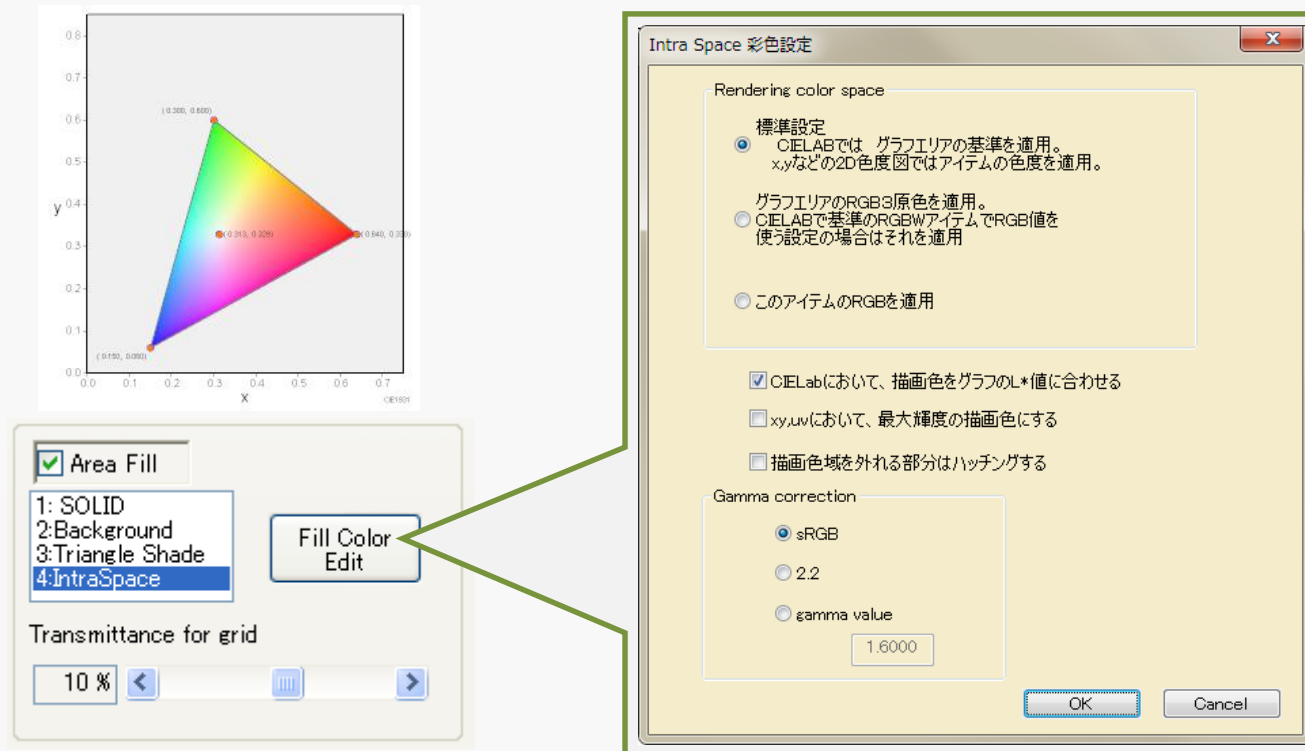 0.8
0.7
(0.300, 0.600)
0.6
0.5
y 0.4
0.3
(0.313, 0.329)
(0.640, 0.330)
0.2
0.1
(0.150, 0.060)
0.0
0.0 0.1 0.2 0.3 0.4 0.5 0.6 0.7
x
CIE1931
Area Fill
1: SOLID
2:Background
3:Triangle Shade
4:IntraSpace
Fill Color
Edit
Transmittance for grid
10 %
Intra Space 彩色設定
Rendering color space
標準設定
CIELABでは グラフエリアの基準を適用。
x,yなどの2D色度図ではアイテムの色度を適用。
グラフエリアのRGB3原色を適用。
CIELABで基準のRGBWアイテムでRGB値を
使う設定の場合はそれを適用
このアイテムのRGBを適用
CIELabにおいて、描画色をグラフのL*値に合わせる
xy,uvにおいて、最大輝度の描画色にする
描画色域を外れる部分はハッチングする
Gamma correction
sRGB
2.2
gamma value
1.6000
OK
Cancel